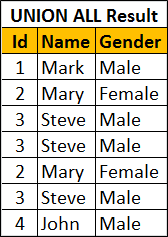 UNION ALL Result
Id Name Gender
1 Mark Male
2 Mary Female
3 Steve Male
3 Steve Male
2 Mary Female
3 Steve Male
4 John Male